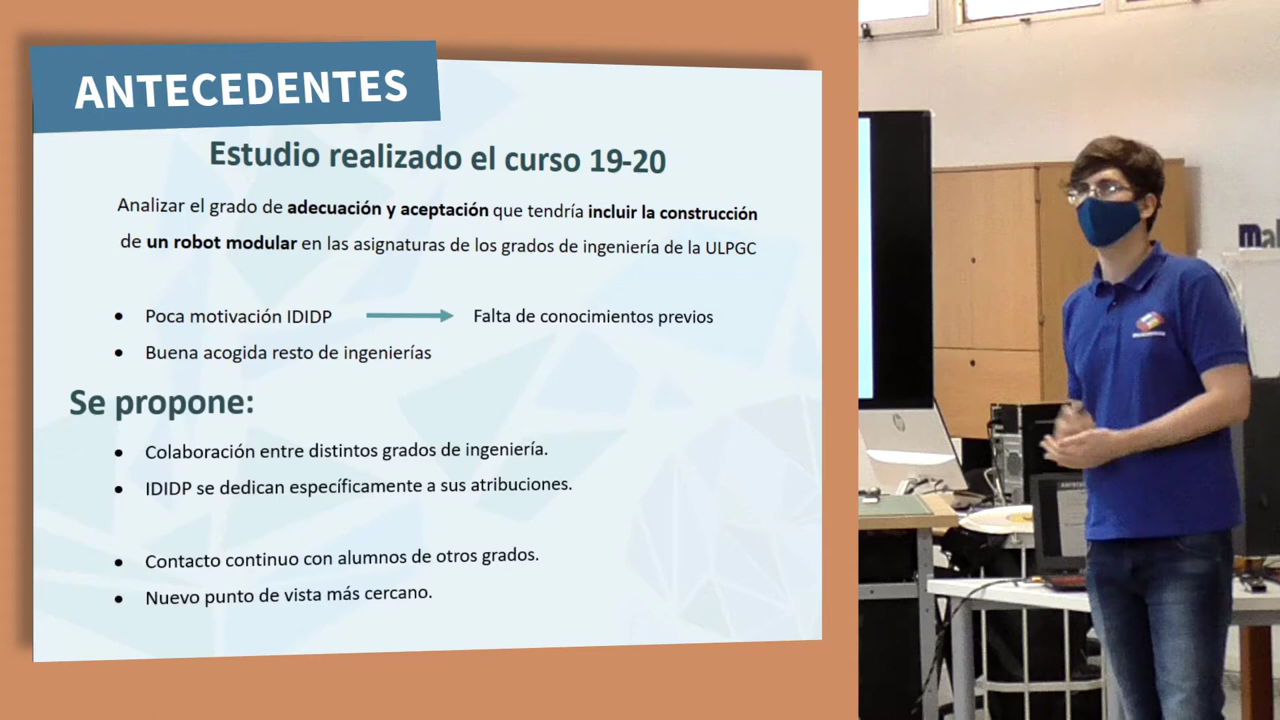 ANTECEDENTES
Estudio realizado el curso 19-20
Analizar el grado de adecuación y aceptación que tendría incluir la construcción
de un robot modular en las asignaturas de los grados de ingeniería de la ULPGC
• Poca motivación IDIDP → Falta de conocimientos previos
• Buena acogida resto de ingenierías
Se propone:
• Colaboración entre distintos grados de ingeniería.
• IDIDP se dedican específicamente a sus atribuciones.
• Contacto continuo con alumnos de otros grados.
• Nuevo punto de vista más cercano.